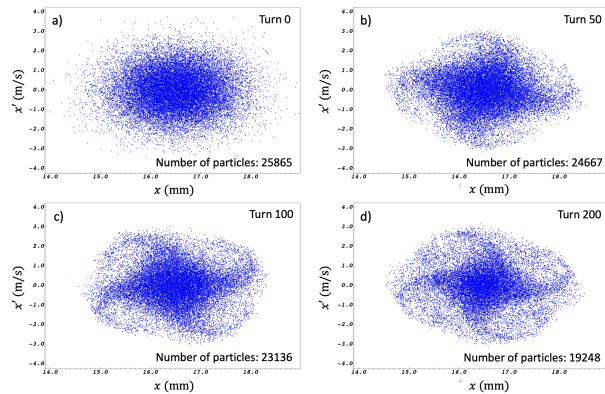 a) Turn 0
4.0
3.0
2.0
1.0
0.0
-1.0
-2.0
-3.0
-4.0
x′ (m/s)
Number of particles: 25865
14.0 15.0 16.0 17.0 18.0
x (mm)
b) Turn 50
4.0
3.0
2.0
1.0
0.0
-1.0
-2.0
-3.0
-4.0
x′ (m/s)
Number of particles: 24667
14.0 15.0 16.0 17.0 18.0
x (mm)
c) Turn 100
4.0
3.0
2.0
1.0
0.0
-1.0
-2.0
-3.0
-4.0
x′ (m/s)
Number of particles: 23136
14.0 15.0 16.0 17.0 18.0
x (mm)
d) Turn 200
4.0
3.0
2.0
1.0
0.0
-1.0
-2.0
-3.0
-4.0
x′ (m/s)
Number of particles: 19248
14.0 15.0 16.0 17.0 18.0
x (mm)